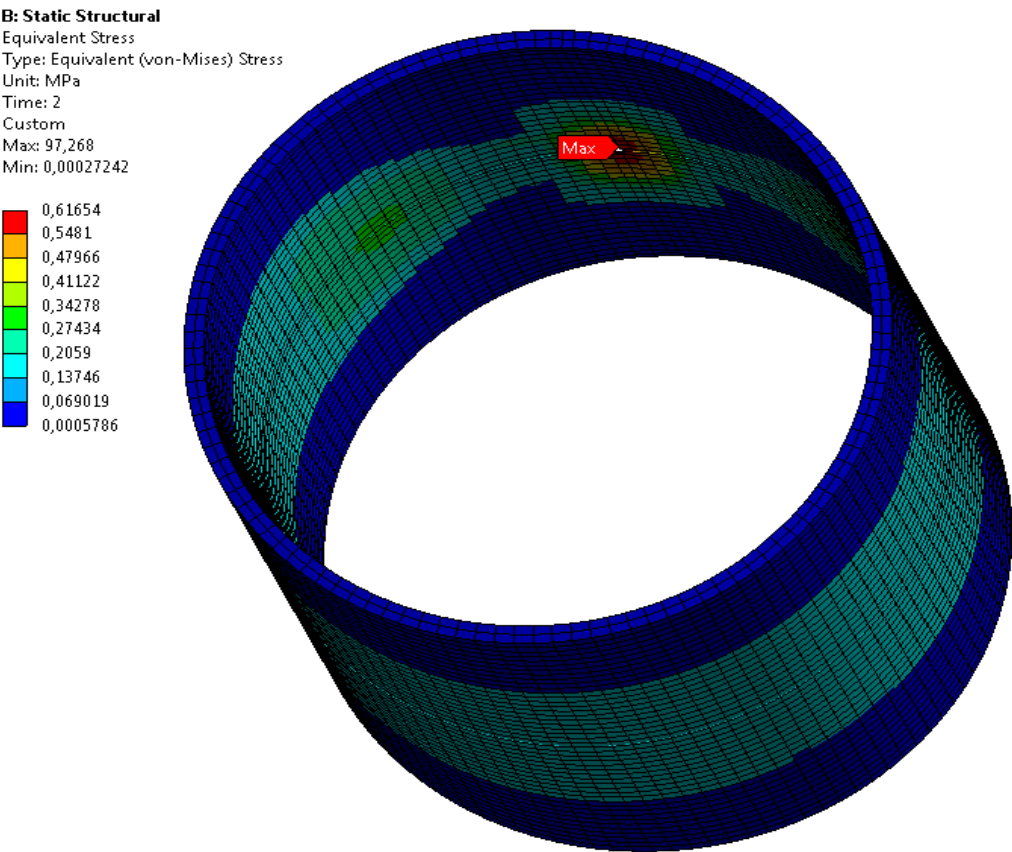 B: Static Structural
Equivalent Stress
Type: Equivalent (von-Mises) Stress
Unit: MPa
Time: 2
Custom
Max: 97,268
Min: 0,00027242
0,61654
0,5481
0,47966
0,41122
0,34278
0,27434
0,2059
0,13746
0,069019
0,0005786
Max